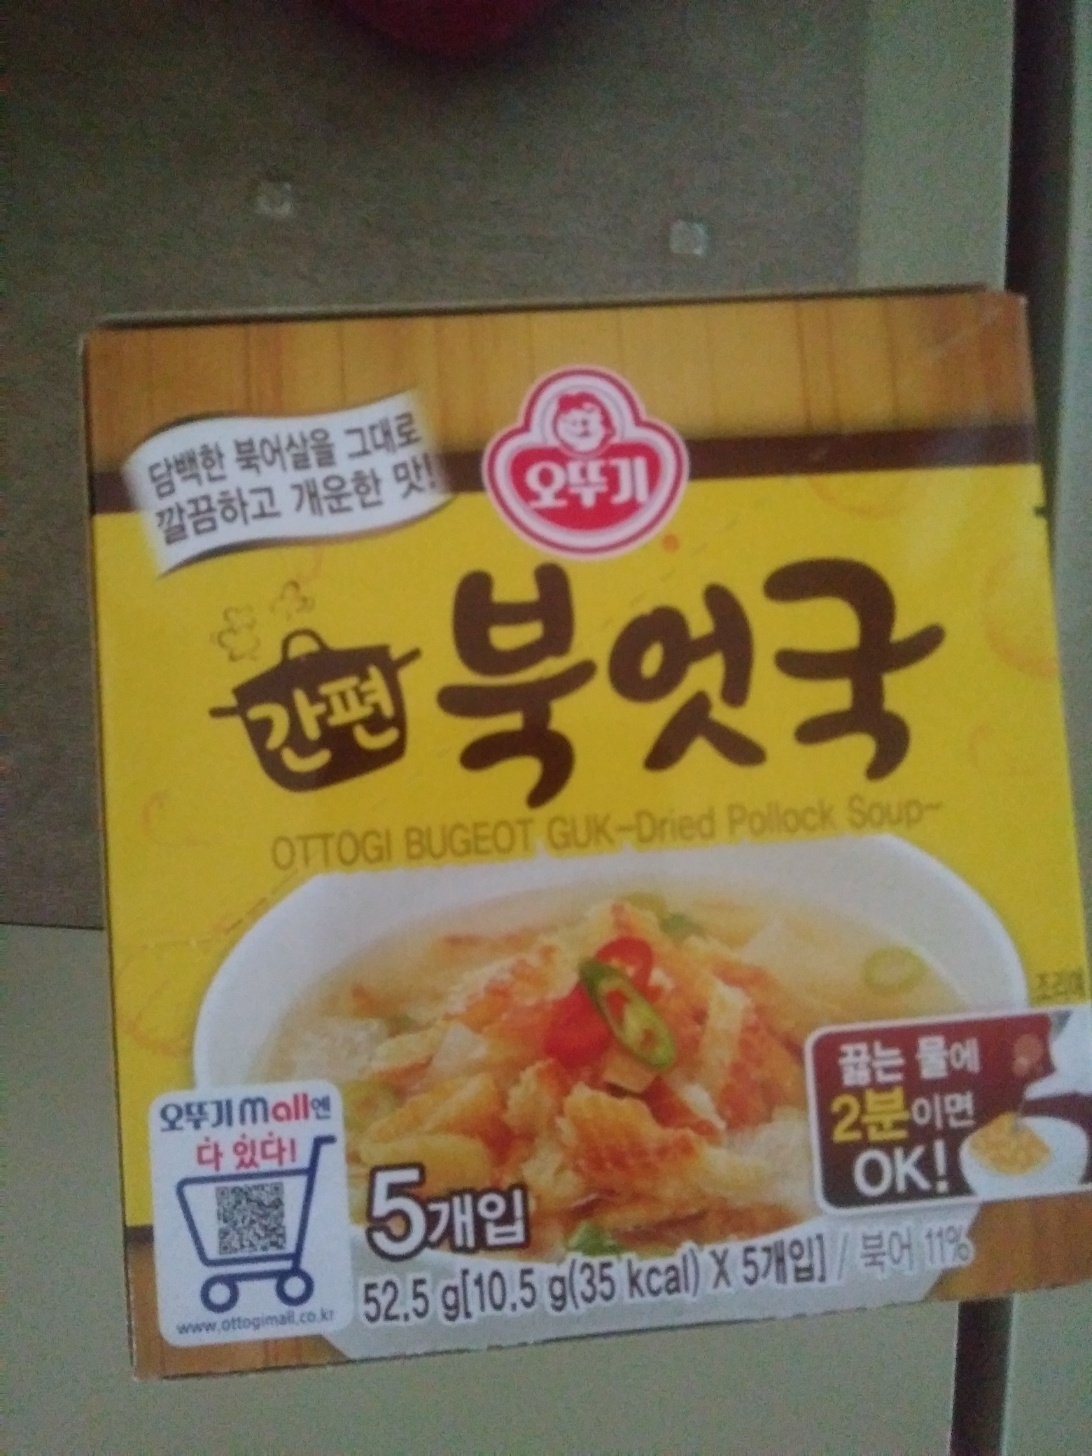 담백한 북어살을 그대로
깔끔하고 개운한 맛!
오뚜기
간편 북엇국
OTTOGI BUGEOT GUK-Dried Pollock Soup-
조리예
끓는 물에
2분이면
OK!
오뚜기 mall엔
다 있다!
www.ottogimall.co.kr
5개입
52.5 g[10.5 g(35 kcal) X 5개입] / 북어 11%